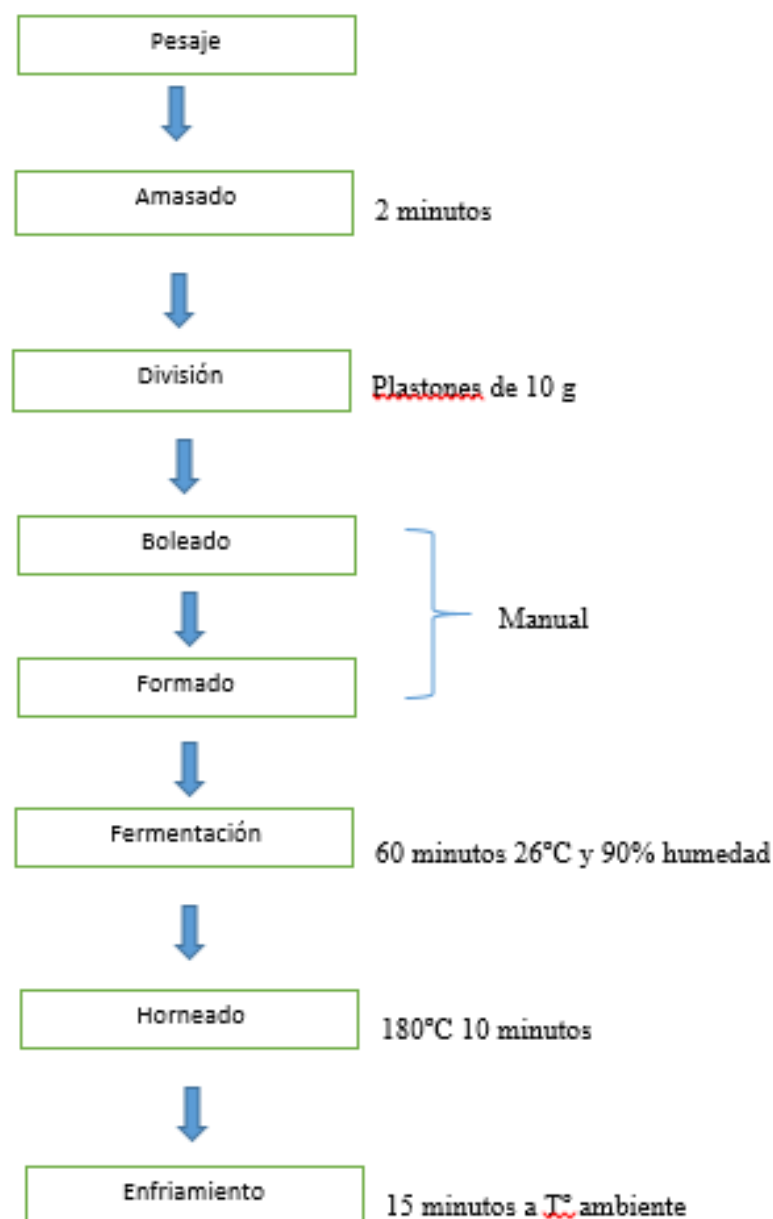 Pesaje
Amasado
2 minutos
División
Plastones de 10 g
Boleado
Manual
Formado
Fermentación
60 minutos 26°C y 90% humedad
Horneado
180°C 10 minutos
Enfriamiento
15 minutos a Tº ambiente